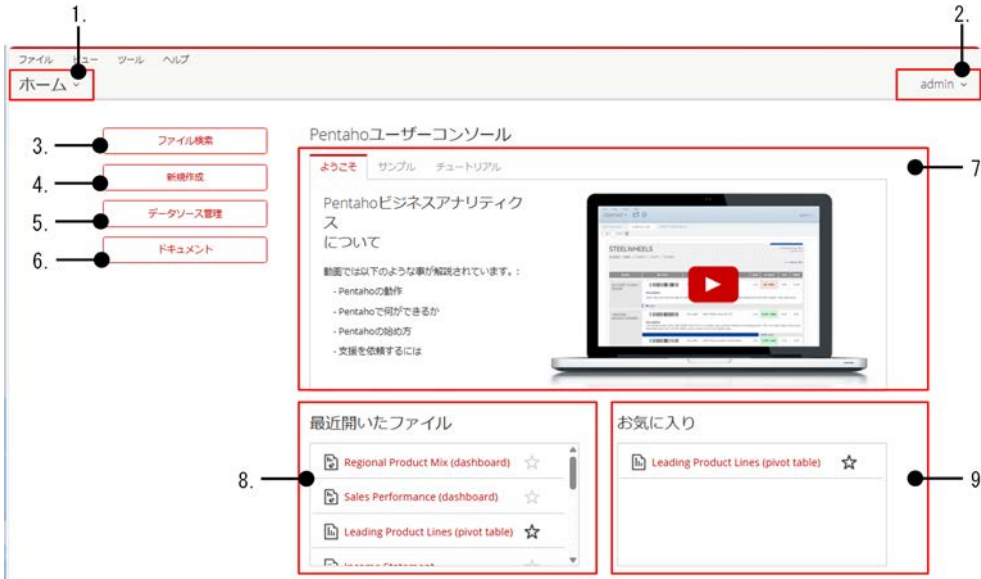 1.
2.
ファイル ビュー ツール ヘルプ
ホーム
admin
3.
ファイル検索
4.
新規作成
5.
データソース管理
6.
ドキュメント
Pentahoユーザーコンソール
7
ようこそ サンプル チュートリアル
Pentahoビジネスアナリティク
ス
について
動画では以下のような事が解説されています。:
- Pentahoの動作
- Pentahoで何ができるか
- Pentahoの始め方
- 支援を依頼するには
STEELWHEELS
8.
最近開いたファイル
Regional Product Mix (dashboard)
Sales Performance (dashboard)
Leading Product Lines (pivot table)
Income Statement
9
お気に入り
Leading Product Lines (pivot table)